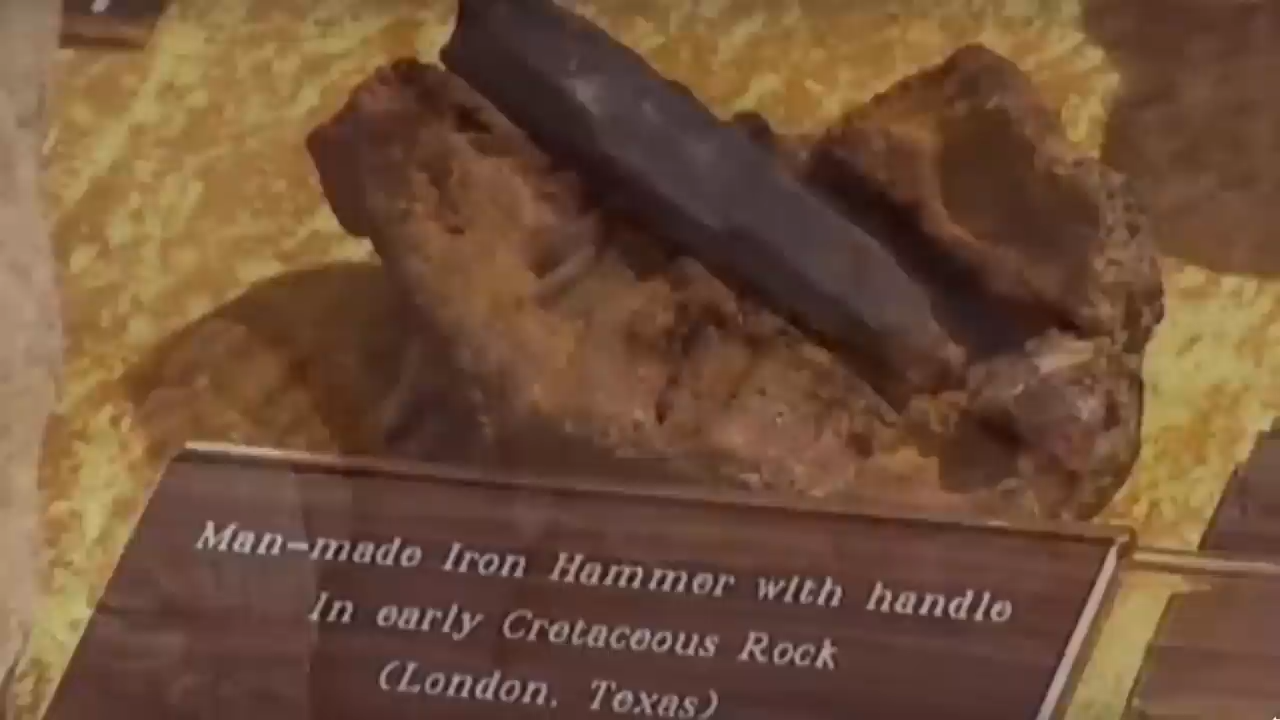 Man-made Iron Hammer with handle
In early Cretaceous Rock
(London, Texas)